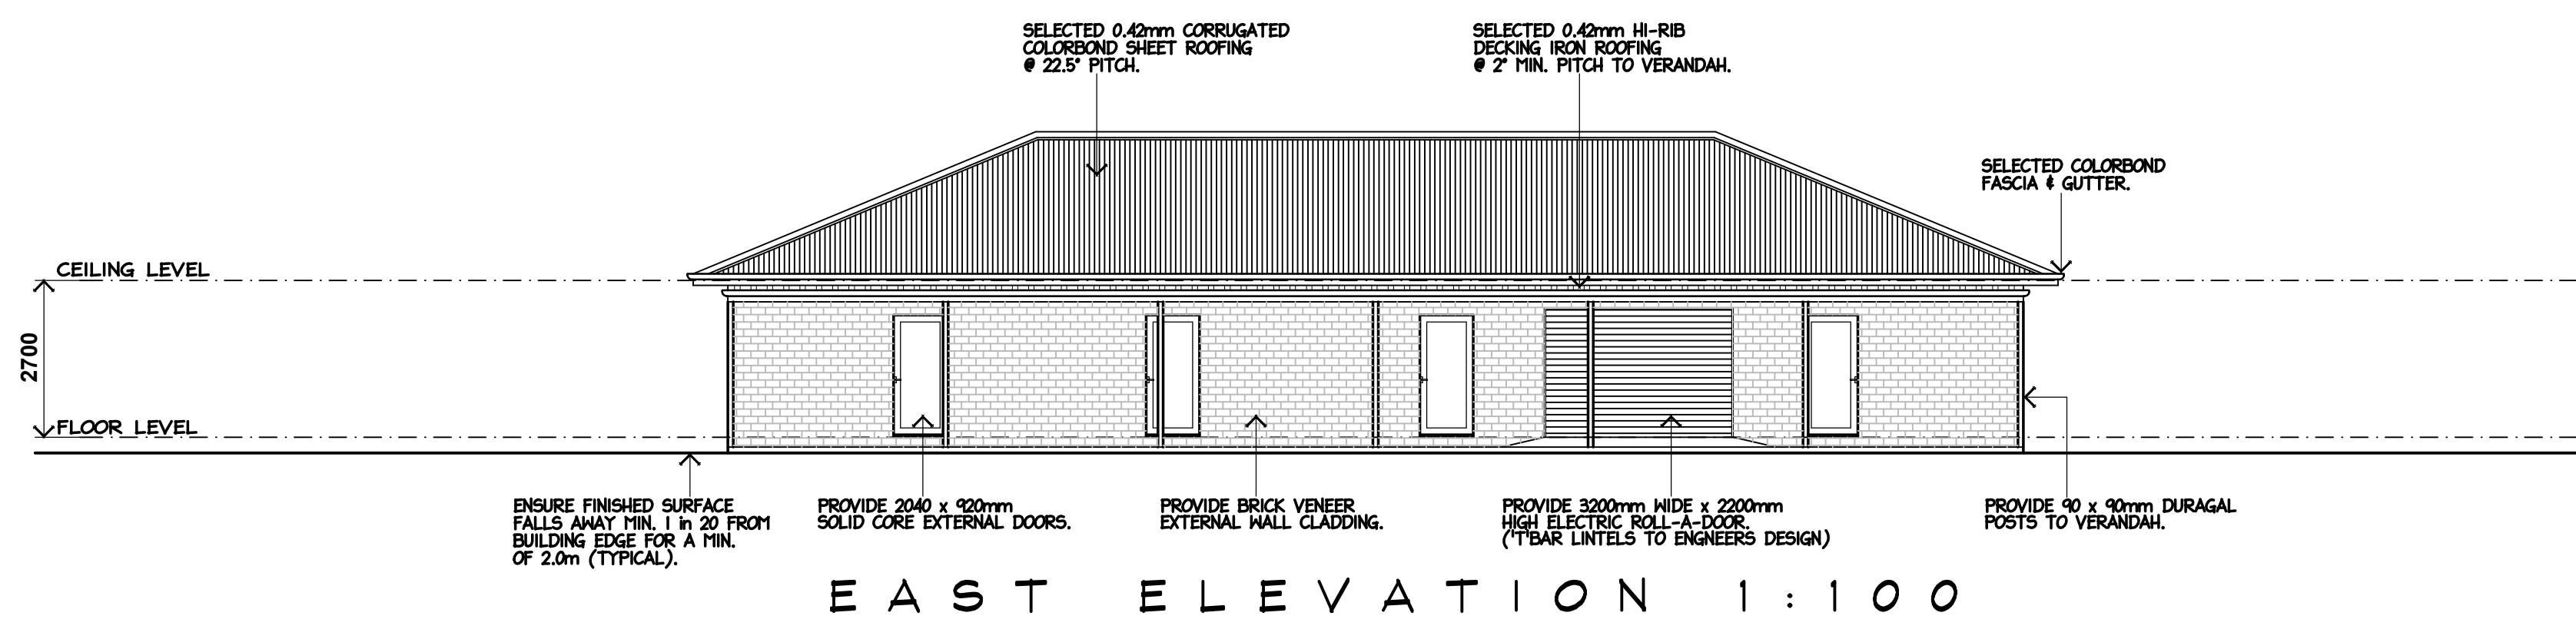 SELECTED 0.42mm CORRUGATED
COLORBOND SHEET ROOFING
@ 22.5° PITCH.
SELECTED 0.42mm HI-RIB
DECKING IRON ROOFING
@ 2° MIN. PITCH TO VERANDAH.
SELECTED COLORBOND
FASCIA & GUTTER.
CEILING LEVEL
2700
FLOOR LEVEL
ENSURE FINISHED SURFACE
FALLS AWAY MIN. 1 in 20 FROM
BUILDING EDGE FOR A MIN.
OF 2.0m (TYPICAL).
PROVIDE 2040 x 920mm
SOLID CORE EXTERNAL DOORS.
PROVIDE BRICK VENEER
EXTERNAL WALL CLADDING.
PROVIDE 3200mm WIDE x 2200mm
HIGH ELECTRIC ROLL-A-DOOR.
('T'BAR LINTELS TO ENGNEERS DESIGN)
PROVIDE 90 x 90mm DURAGAL
POSTS TO VERANDAH.
EAST ELEVATION 1:100